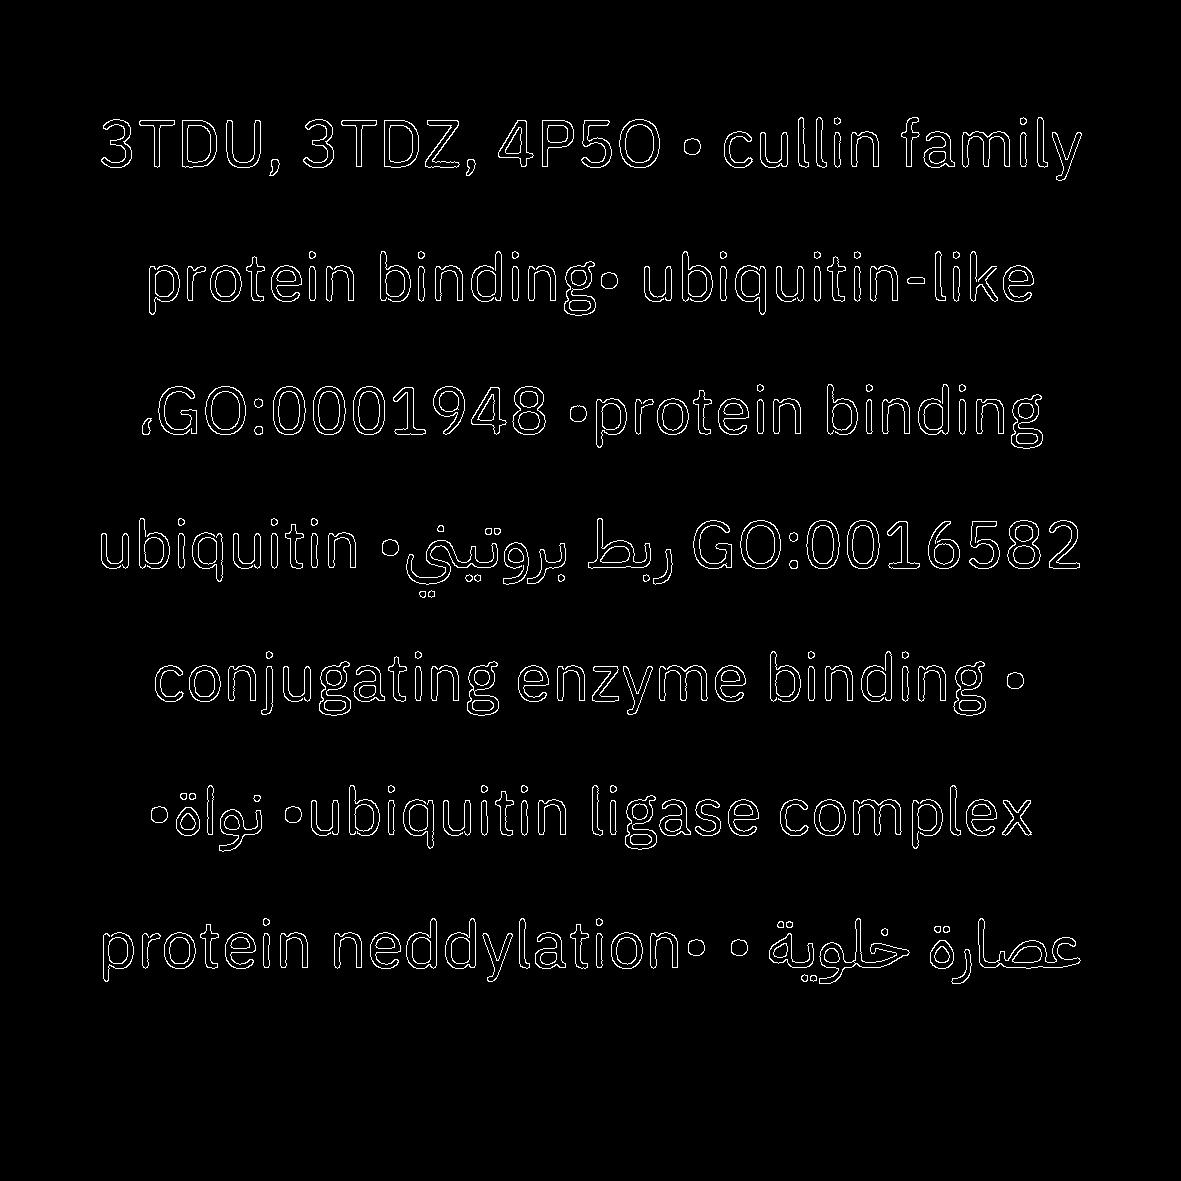 3TDU, 3TDZ, 4P5O • cullin family
protein binding• ubiquitin-like
protein binding• GO:0001948،
GO:0016582 ربط بروتيني• ubiquitin
conjugating enzyme binding •
ubiquitin ligase complex• نواة•
عصارة خلوية • •protein neddylation